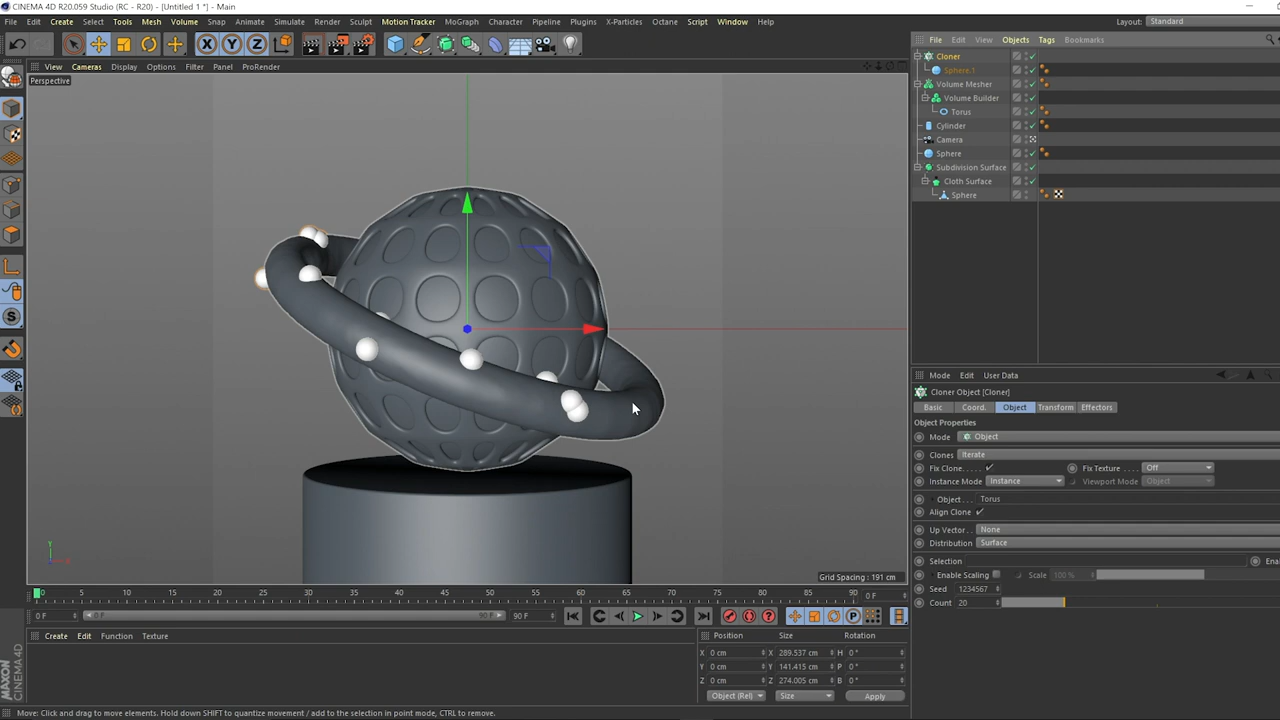 CINEMA 4D R20.059 Studio (RC - R20) - [Untitled 1 *] - Main
File Edit Create Select Tools Mesh Volume Snap Animate Simulate Render Sculpt Motion Tracker MoGraph Character Pipeline Plugins X-Particles Octane Script Window Help
Layout: Standard
X Y Z
File Edit View Objects Tags Bookmarks
View Cameras Display Options Filter Panel ProRender
Perspective
Cloner
Sphere.1
Volume Mesher
Volume Builder
Torus
Cylinder
Camera
Sphere
Subdivision Surface
Cloth Surface
Sphere
S
Y
X
Grid Spacing : 191 cm
Mode Edit User Data
Cloner Object [Cloner]
Basic Coord. Object Transform Effectors
Object Properties
Mode Object
Clones Iterate
Fix Clone. . . . . ✓ Fix Texture . . . . Off
Instance Mode Instance Viewport Mode Object
Object . . . Torus
Align Clone ✓
Up Vector . . None
Distribution Surface
Selection Ena
Enable Scaling Scale 100 %
Seed 1234567
Count 20
0 5 10 15 20 25 30 35 40 45 50 55 60 65 70 75 80 85 90 0 F
0 F 0 F 90 F 90 F
P
Create Edit Function Texture
Position Size Rotation
X 0 cm X 289.537 cm H 0 °
Y 0 cm Y 141.415 cm P 0 °
Z 0 cm Z 274.005 cm B 0 °
Object (Rel) Size Apply
MAXON
CINEMA 4D
Move: Click and drag to move elements. Hold down SHIFT to quantize movement / add to the selection in point mode, CTRL to remove.